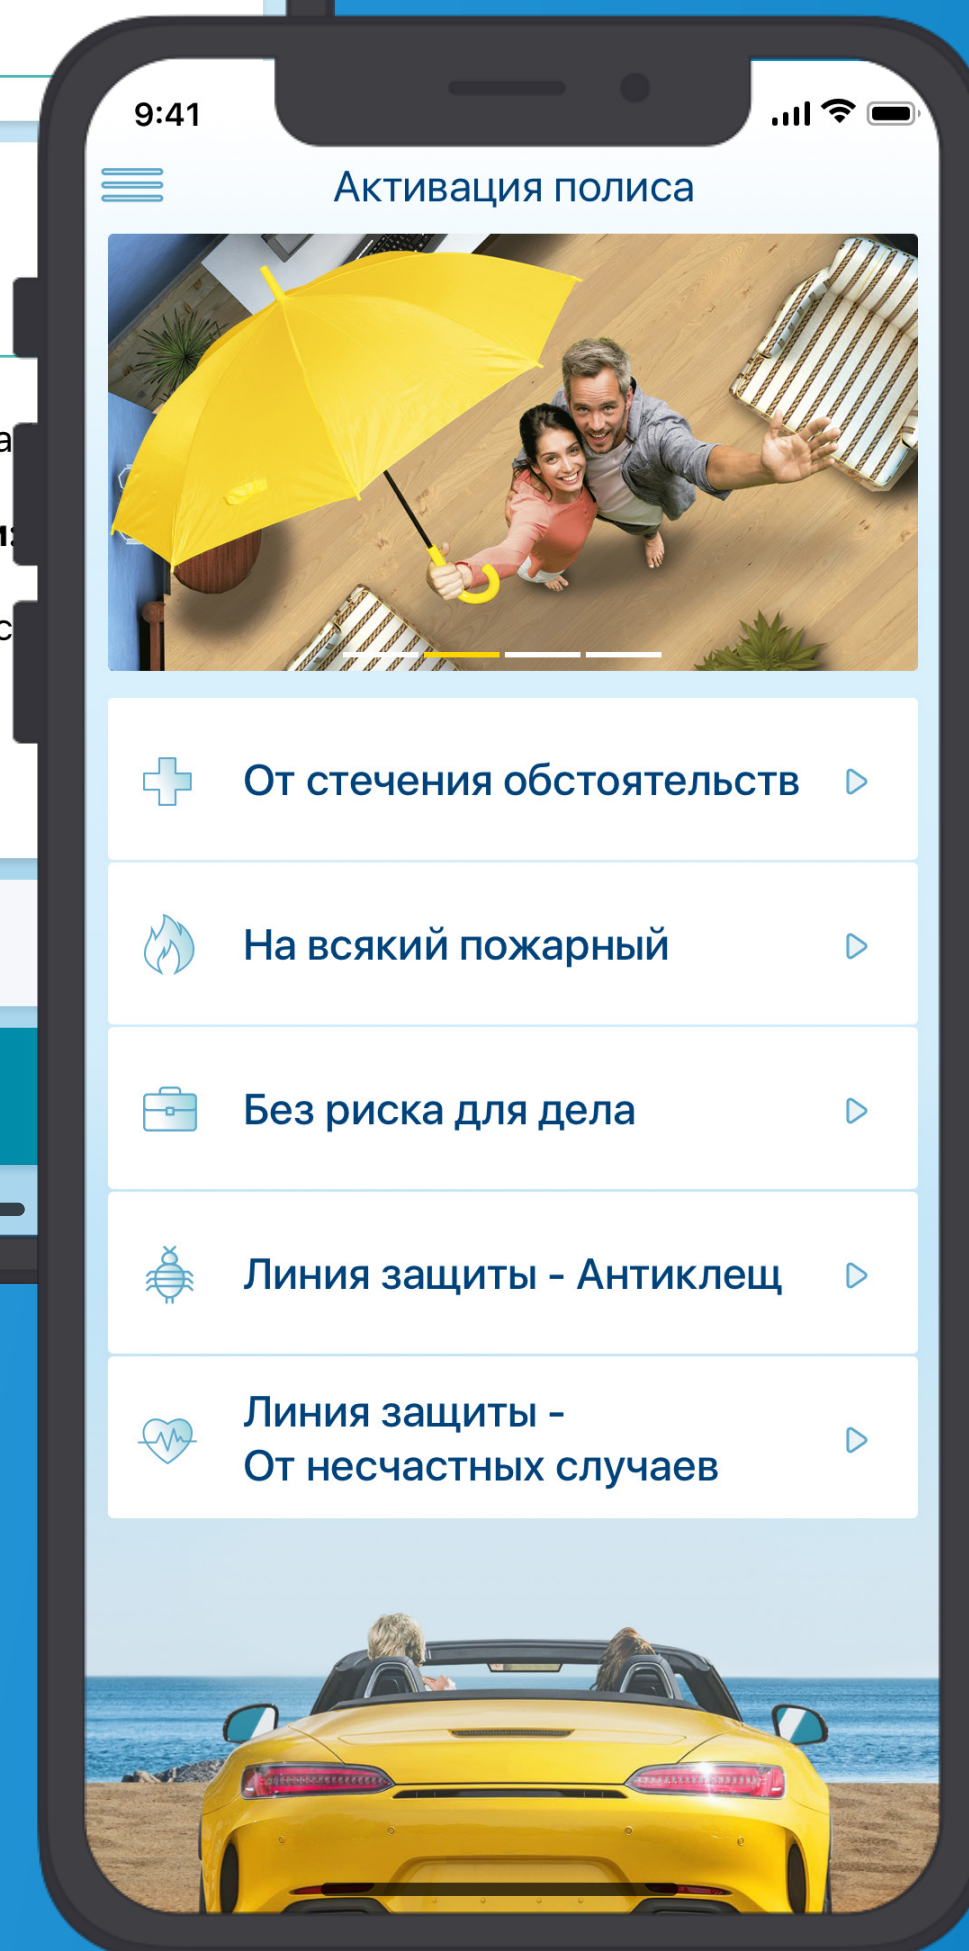 9:41
Активация полиса
От стечения обстоятельств
На всякий пожарный
Без риска для дела
Линия защиты - Антиклещ
Линия защиты -
От несчастных случаев